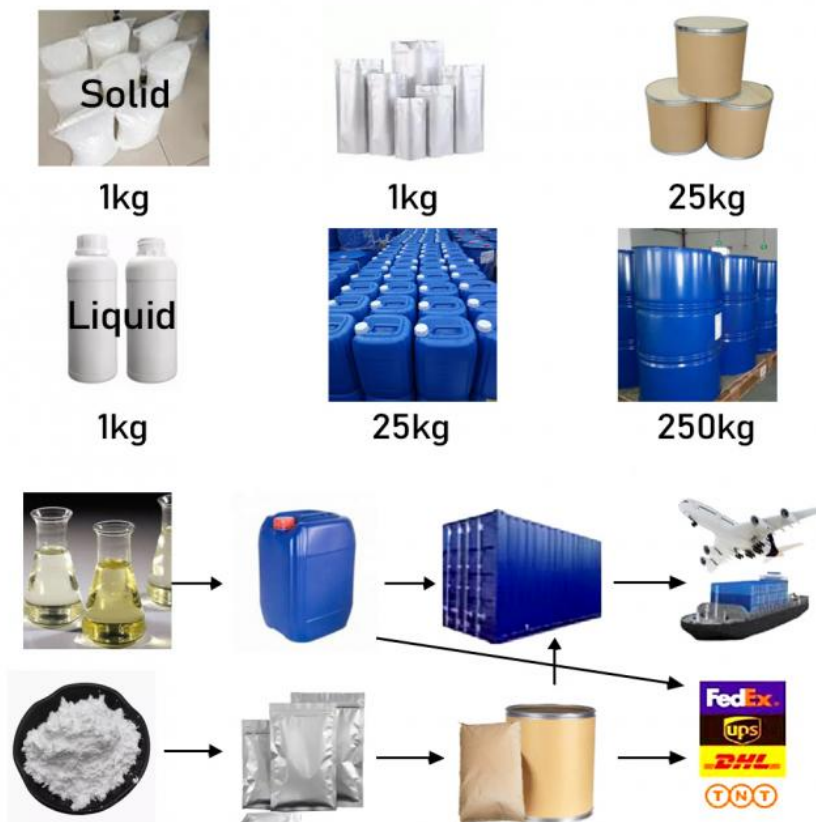 Solid
1kg
1kg
25kg
Liquid
1kg
25kg
250kg
FedEx
ups
DHL
TNT